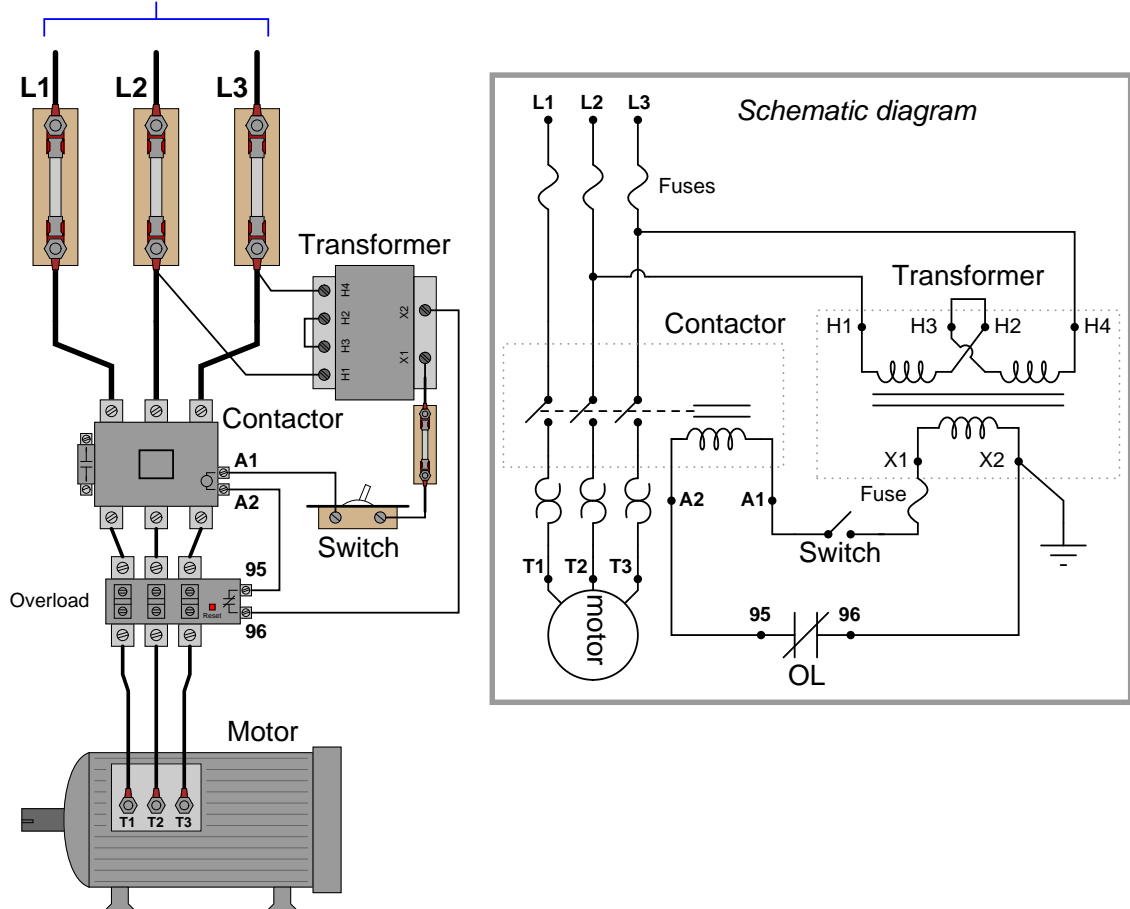 L1 L2 L3
Transformer
H4
H2
H3
H1
X2
X1
Contactor
A1
A2
Switch
95
Overload
Reset
96
Motor
T1 T2 T3
Schematic diagram
L1 L2 L3
Fuses
Transformer
Contactor
H1 H3 H2 H4
X1 X2
Fuse
A2 A1
Switch
T1 T2 T3
motor
95 96
OL